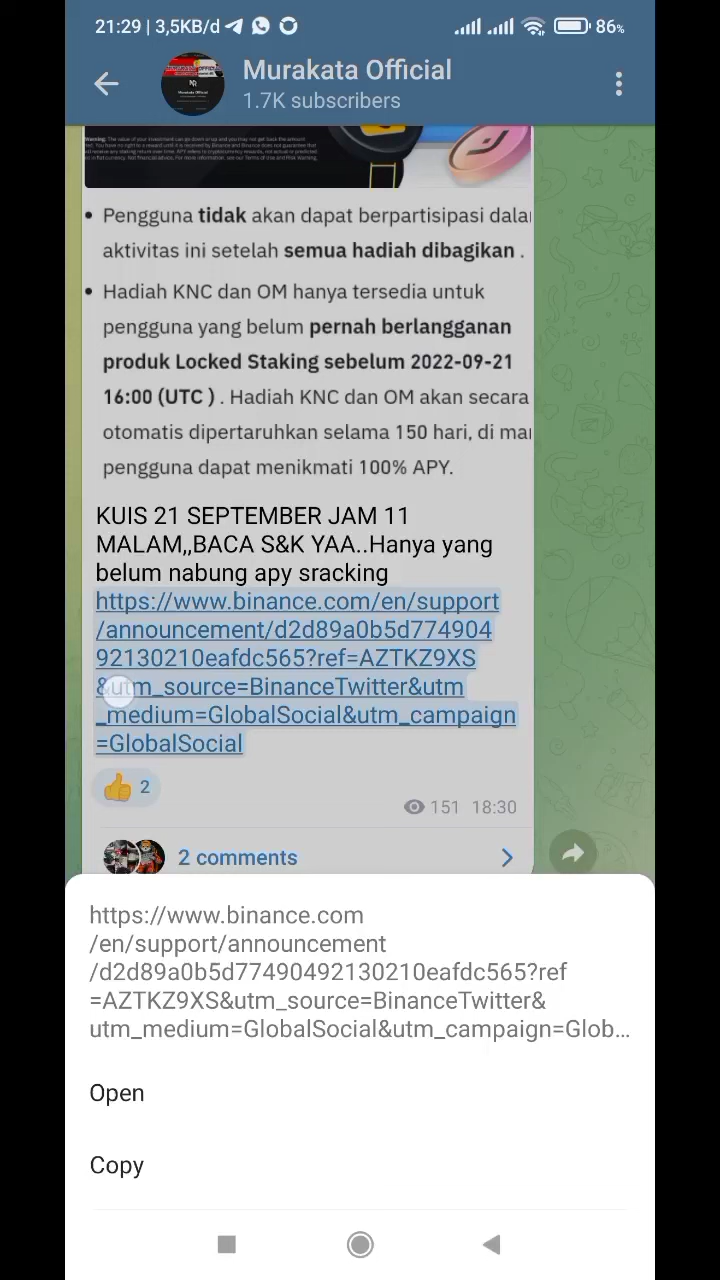 21:29 | 3,5KB/d
86%
Murakata Official
1.7K subscribers
Pengguna tidak akan dapat berpartisipasi dala
aktivitas ini setelah semua hadiah dibagikan .
Hadiah KNC dan OM hanya tersedia untuk
pengguna yang belum pernah berlangganan
produk Locked Staking sebelum 2022-09-21
16:00 (UTC ) . Hadiah KNC dan OM akan secara
otomatis dipertaruhkan selama 150 hari, di ma
pengguna dapat menikmati 100% APY.
KUIS 21 SEPTEMBER JAM 11
MALAM,,BACA S&K YAA..Hanya yang
belum nabung apy sracking
https://www.binance.com/en/support
/announcement/d2d89a0b5d774904
92130210eafdc565?ref=AZTKZ9XS
&utm_source=BinanceTwitter&utm
_medium=GlobalSocial&utm_campaign
=GlobalSocial
2
151 18:30
2 comments
https://www.binance.com
/en/support/announcement
/d2d89a0b5d77490492130210eafdc565?ref
=AZTKZ9XS&utm_source=BinanceTwitter&
utm_medium=GlobalSocial&utm_campaign=Glob...
Open
Copy